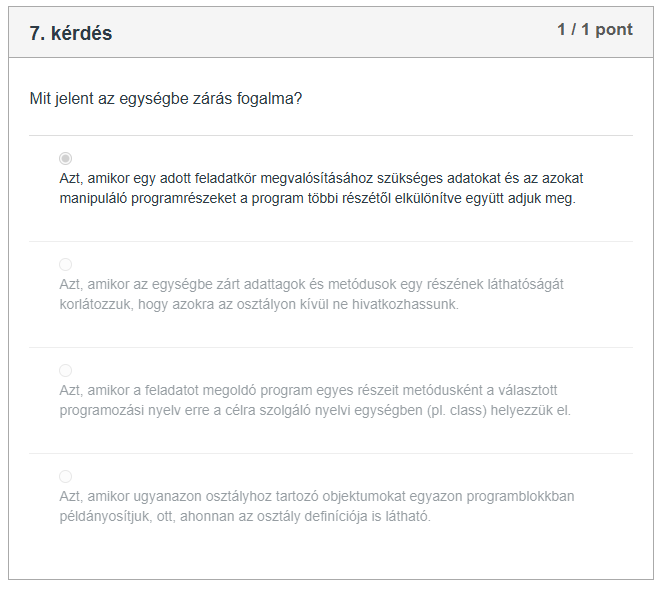 7. kérdés
1 / 1 pont
Mit jelent az egységbe zárás fogalma?
Azt, amikor egy adott feladatkör megvalósításához szükséges adatokat és az azokat
manipuláló programrészeket a program többi részétől elkülönítve együtt adjuk meg.
Azt, amikor az egységbe zárt adattagok és metódusok egy részének láthatóságát
korlátozzuk, hogy azokra az osztályon kívül ne hivatkozhassunk.
Azt, amikor a feladatot megoldó program egyes részeit metódusként a választott
programozási nyelv erre a célra szolgáló nyelvi egységben (pl. class) helyezzük el.
Azt, amikor ugyanazon osztályhoz tartozó objektumokat egyazon programblokkban
példányosítjuk, ott, ahonnan az osztály definíciója is látható.